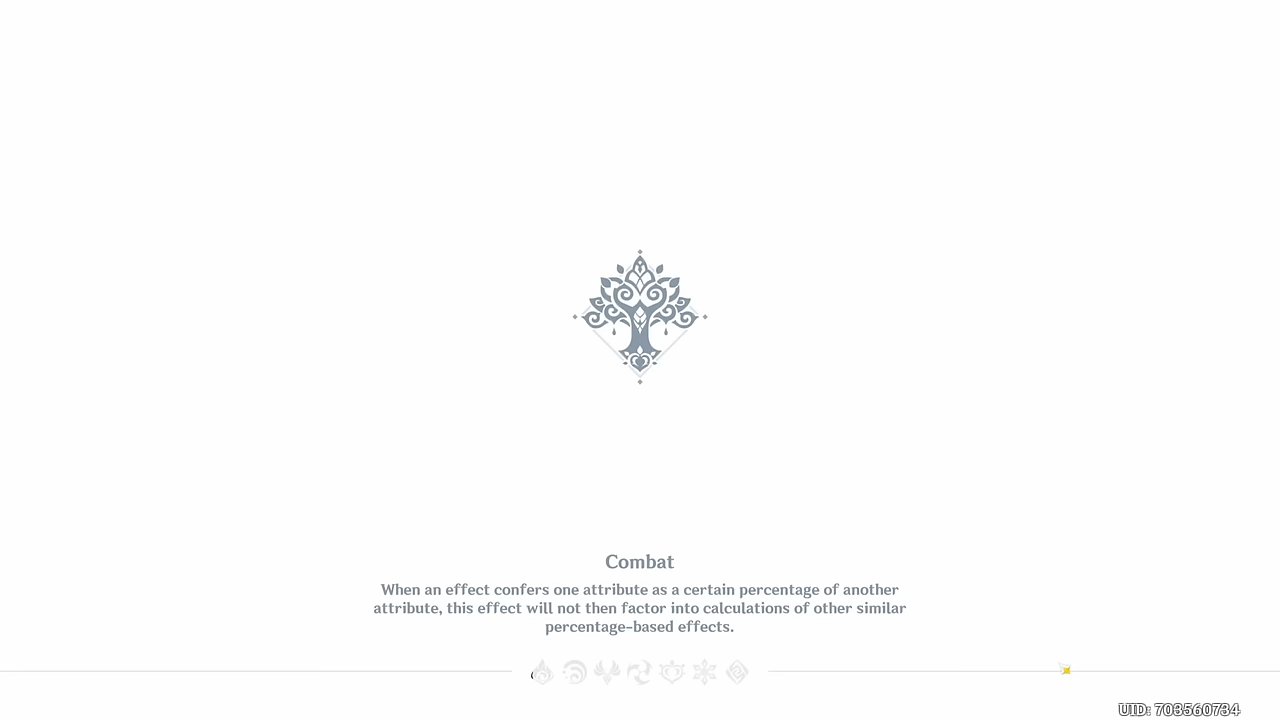 Combat
When an effect confers one attribute as a certain percentage of another
attribute, this effect will not then factor into calculations of other similar
percentage-based effects.
UID: 703560734